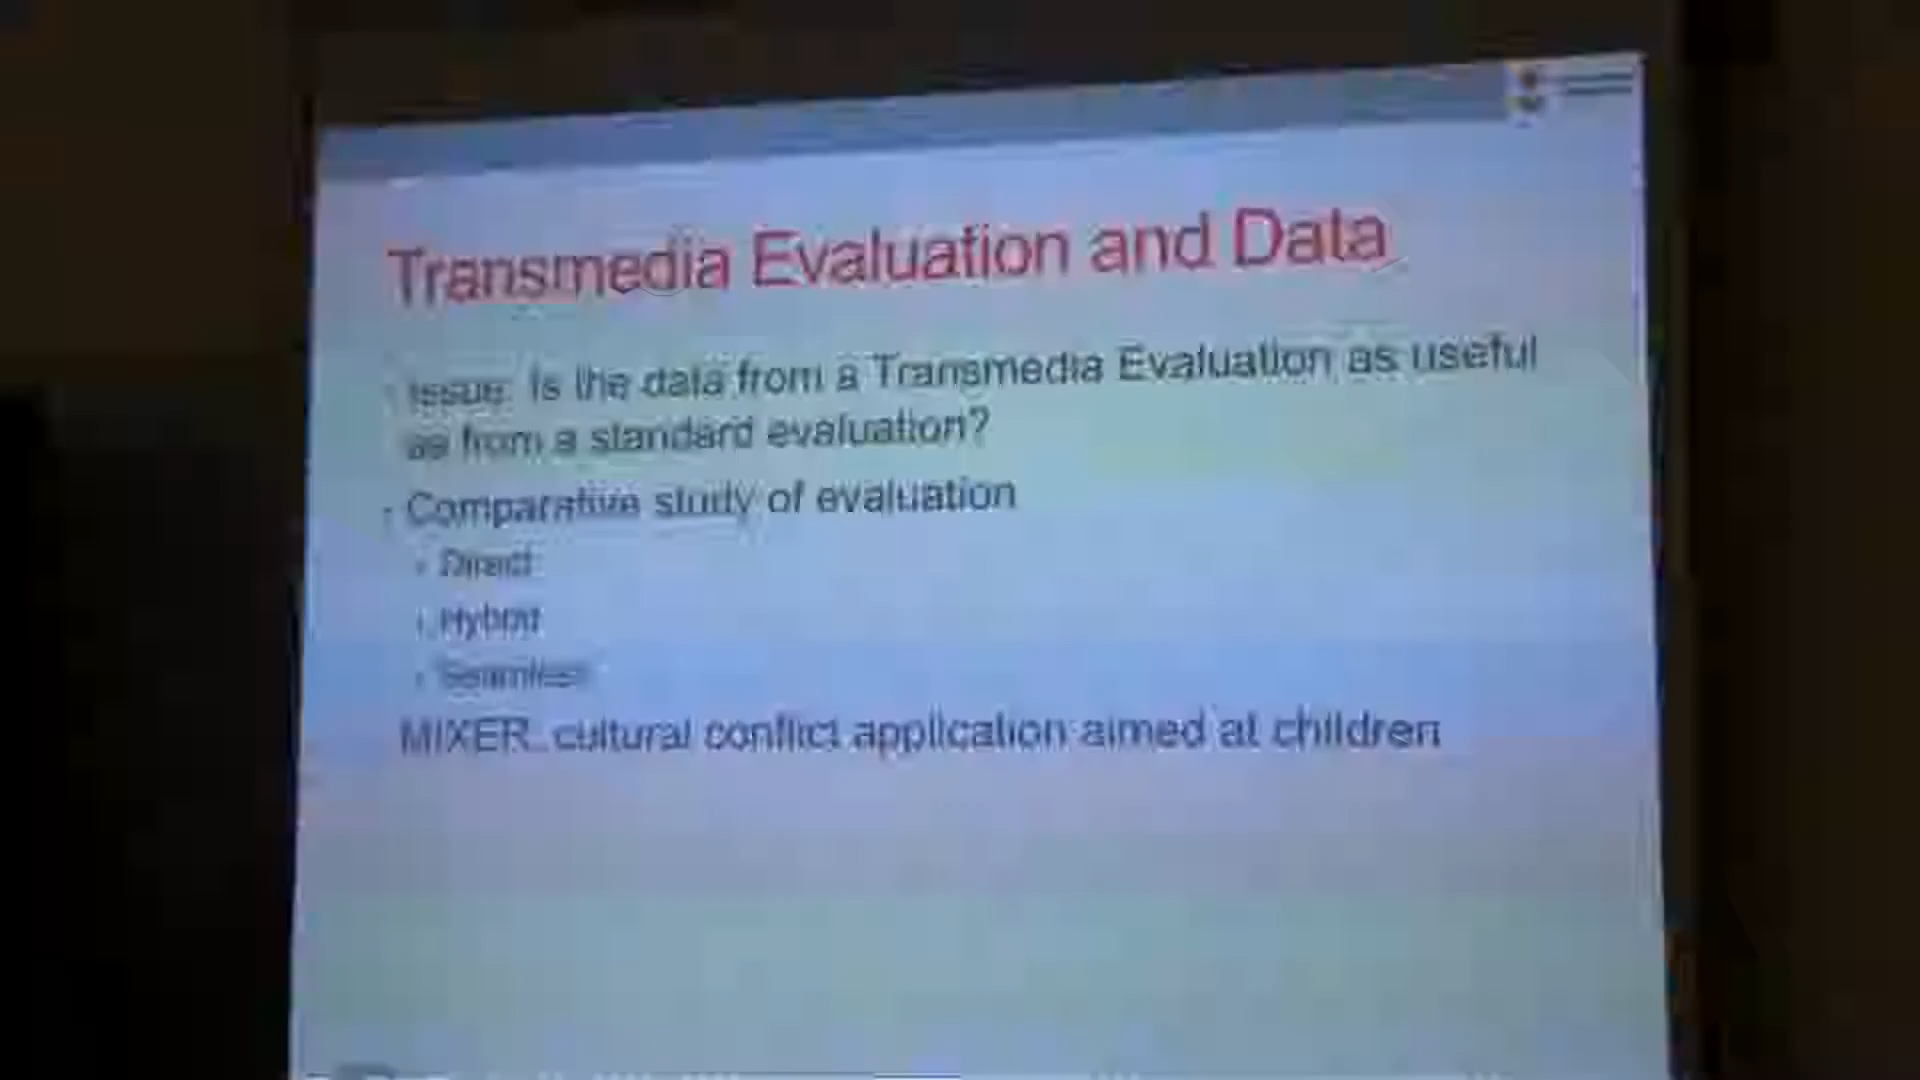 Transmedia Evaluation and Data
Issue: Is the data from a Transmedia Evaluation as useful
as from a standard evaluation?
Comparative study of evaluation
Direct
Hybrid
Seamless
MIXER: cultural conflict application aimed at children